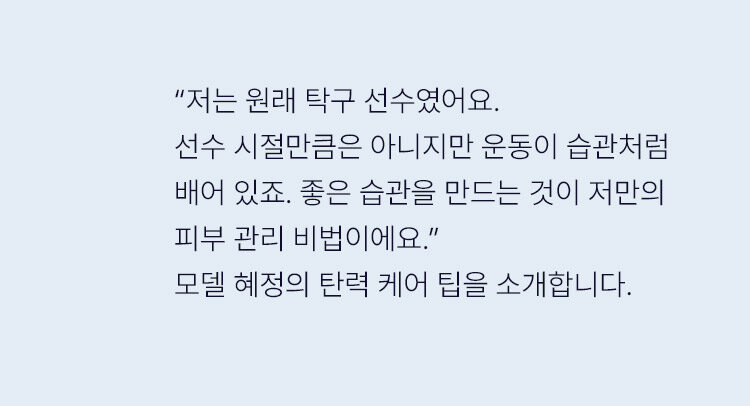 “저는 원래 탁구 선수였어요.
선수 시절만큼은 아니지만 운동이 습관처럼
배어 있죠. 좋은 습관을 만드는 것이 저만의
피부 관리 비법이에요.”
모델 혜정의 탄력 케어 팁을 소개합니다.